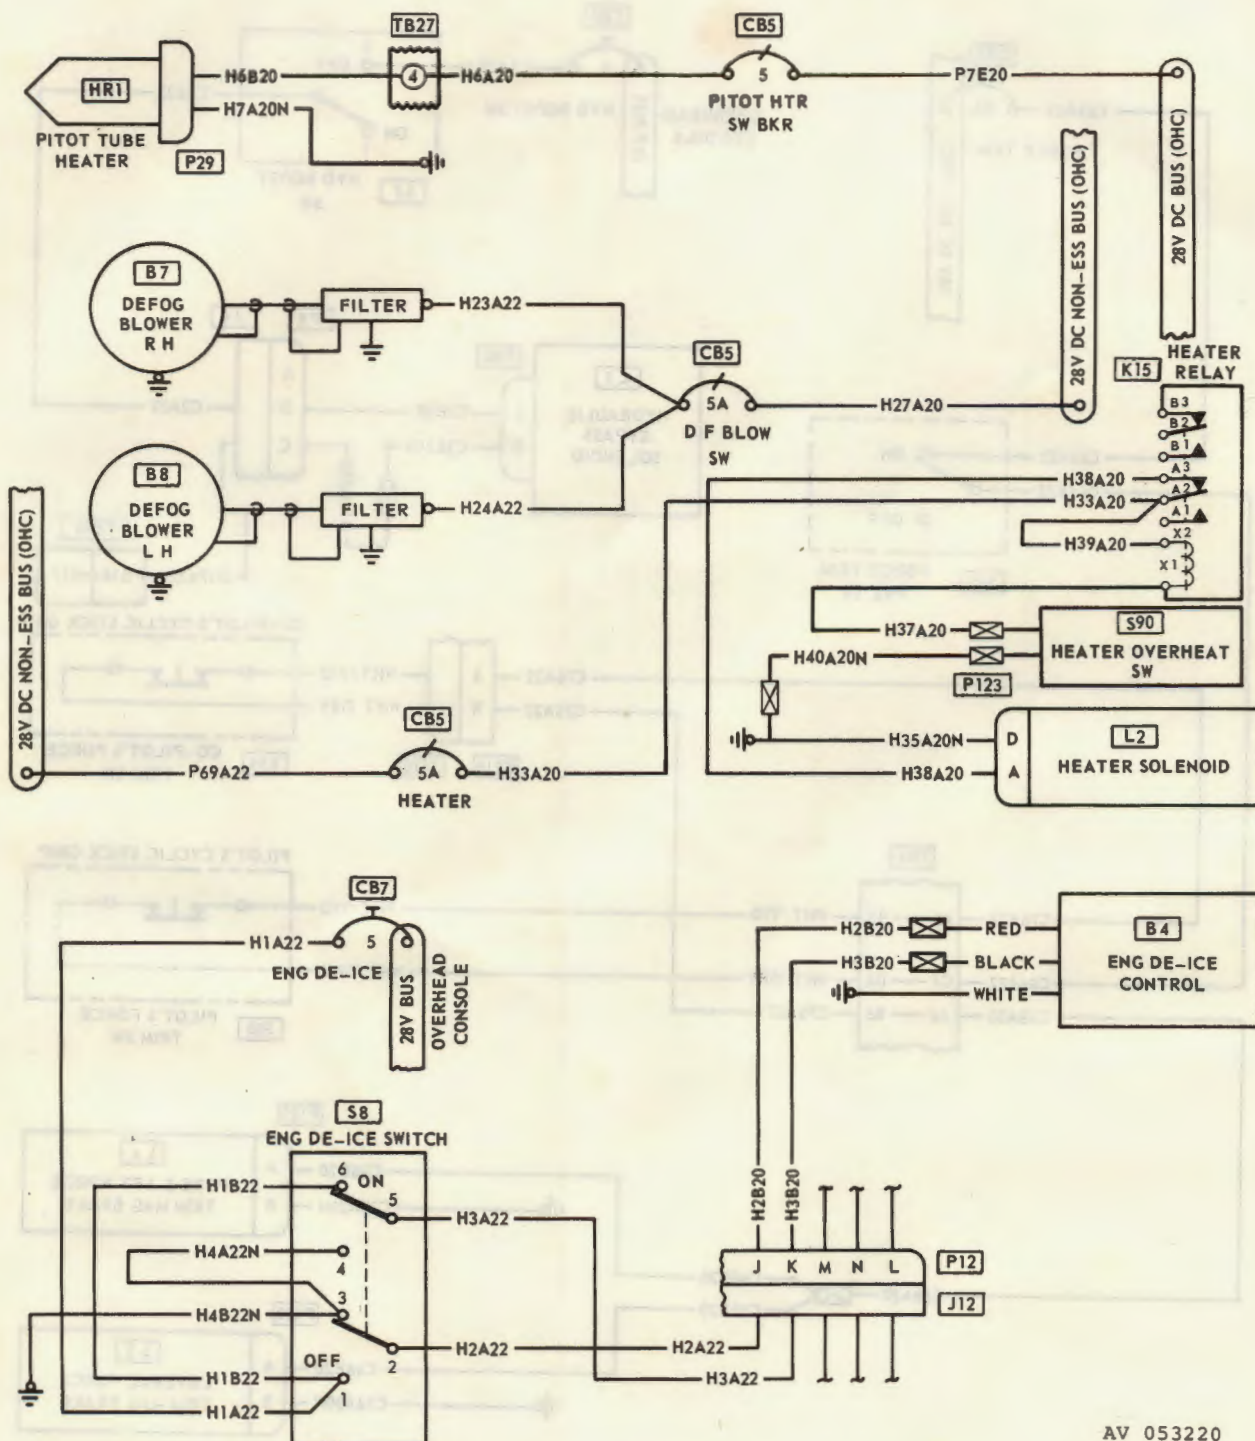 TB27
CB5
HR1
H6B20
4
H6A20
5
P7E20
H7A20N
PITOT HTR
SW BKR
PITOT TUBE
HEATER
P29
28V DC NON-ESS BUS (OHC)
28V DC BUS (OHC)
B7
DEFOG
BLOWER
R H
FILTER
H23A22
CB5
5A
H27A20
D F BLOW
SW
HEATER
RELAY
K15
B3
B2
B1
A3
A2
A1
X2
X1
H38A20
H33A20
H39A20
B8
DEFOG
BLOWER
L H
FILTER
H24A22
28V DC NON-ESS BUS (OHC)
H37A20
H40A20N
P123
S90
HEATER OVERHEAT
SW
CB5
P69A22
5A
H33A20
HEATER
H35A20N
D
H38A20
A
L2
HEATER SOLENOID
CB7
H1A22
5
ENG DE-ICE
28V BUS
OVERHEAD
CONSOLE
H2B20
RED
H3B20
BLACK
WHITE
B4
ENG DE-ICE
CONTROL
S8
ENG DE-ICE SWITCH
H1B22
6
ON
5
H3A22
H4A22N
4
3
H4B22N
2
H2A22
H2A22
OFF
H1B22
1
H1A22
H3A22
H2B20
H3B20
J K M N L
P12
J12
AV 053220